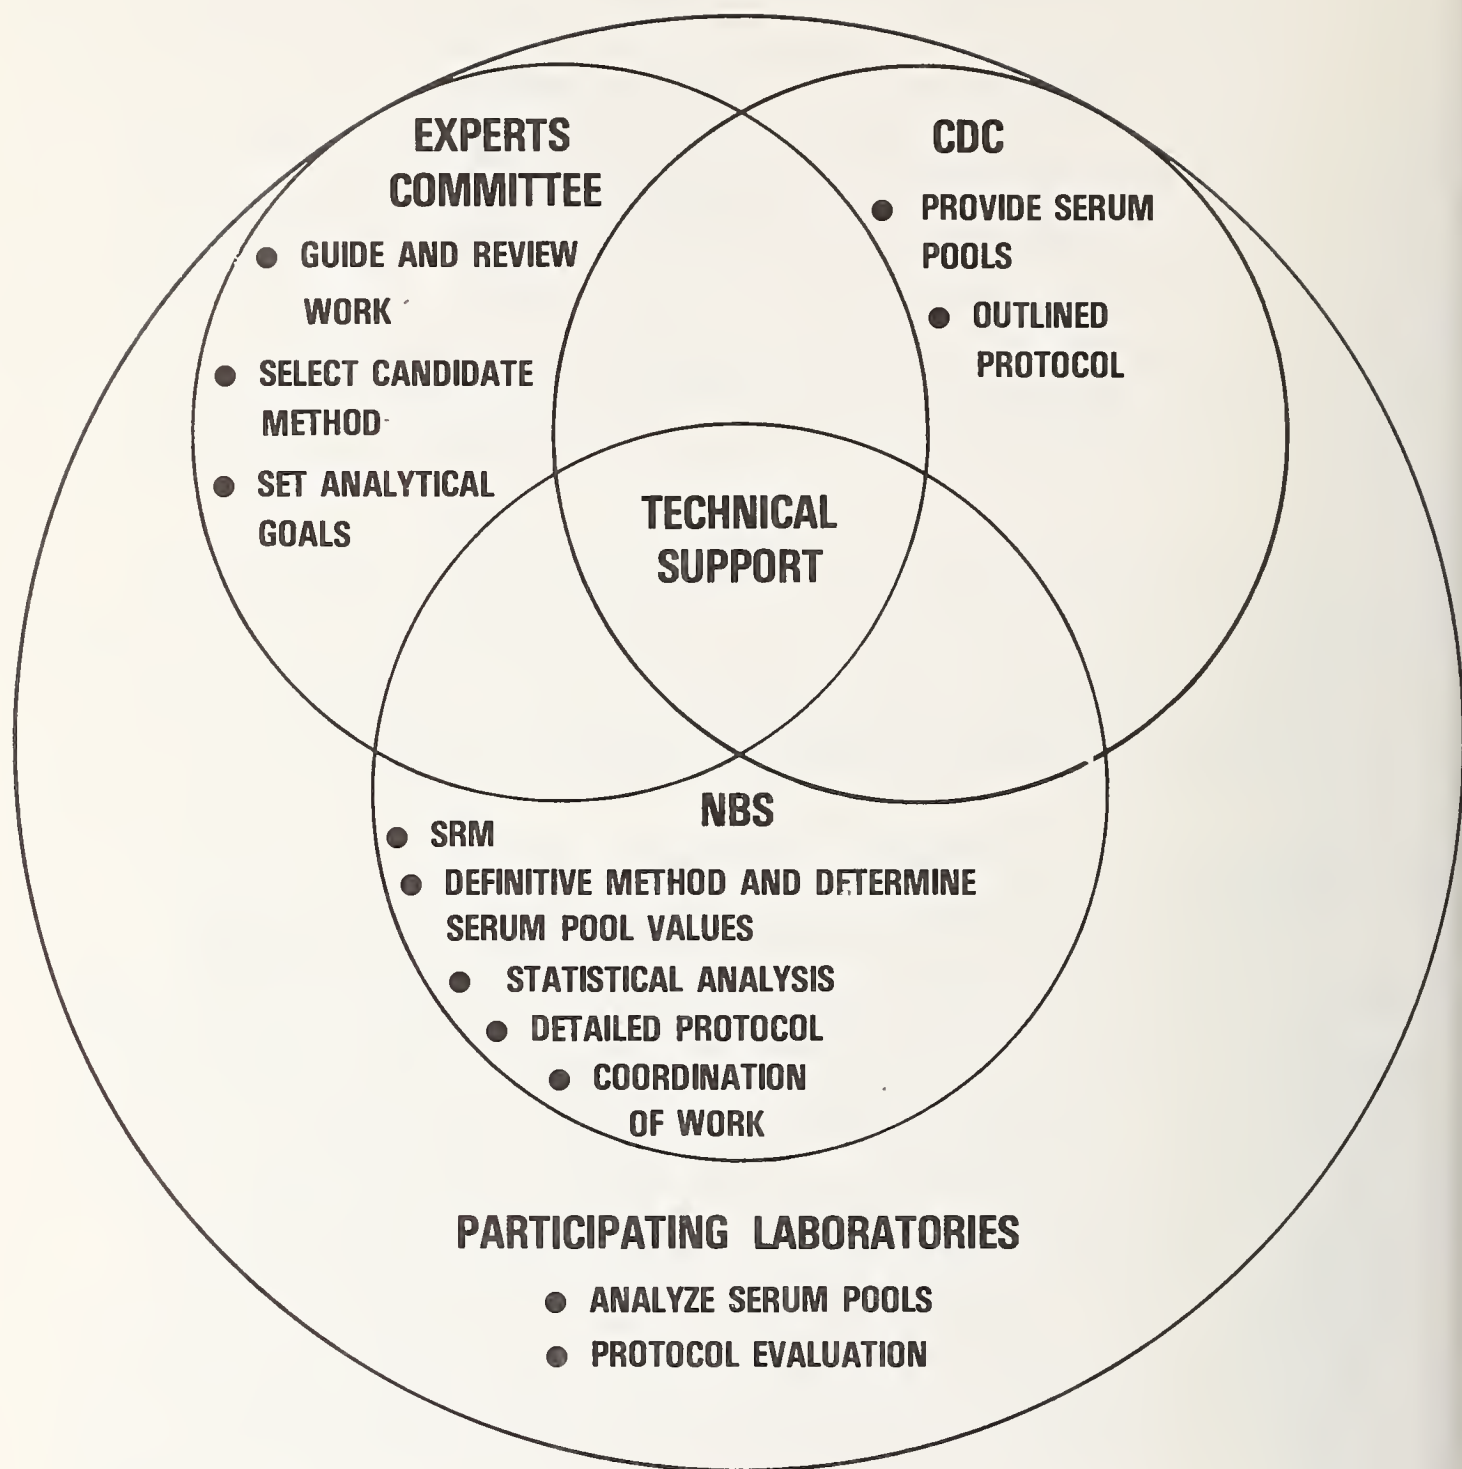 EXPERTS
COMMITTEE
● GUIDE AND REVIEW
WORK
● SELECT CANDIDATE
METHOD
● SET ANALYTICAL
GOALS
CDC
● PROVIDE SERUM
POOLS
● OUTLINED
PROTOCOL
TECHNICAL
SUPPORT
NBS
● SRM
● DEFINITIVE METHOD AND DETERMINE
SERUM POOL VALUES
● STATISTICAL ANALYSIS
● DETAILED PROTOCOL
● COORDINATION
OF WORK
PARTICIPATING LABORATORIES
● ANALYZE SERUM POOLS
● PROTOCOL EVALUATION